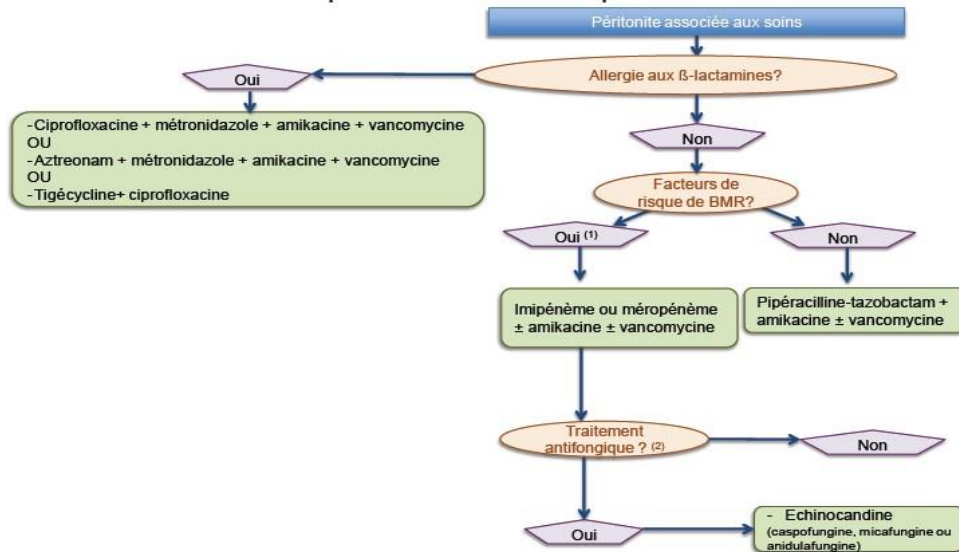 Péritonite associée aux soins
Allergie aux ß-lactamines?
Oui
-Ciprofloxacine + métronidazole + amikacine + vancomycine
OU
-Aztreonam + métronidazole + amikacine + vancomycine
OU
-Tigécycline+ ciprofloxacine
Non
Facteurs de
risque de BMR?
Oui (1)
Non
Imipénème ou méropénème
± amikacine ± vancomycine
Pipéracilline-tazobactam +
amikacine ± vancomycine
Traitement
antifongique ? (2)
Non
Oui
- Echinocandine
(caspofungine, micafungine ou
anidulafungine)